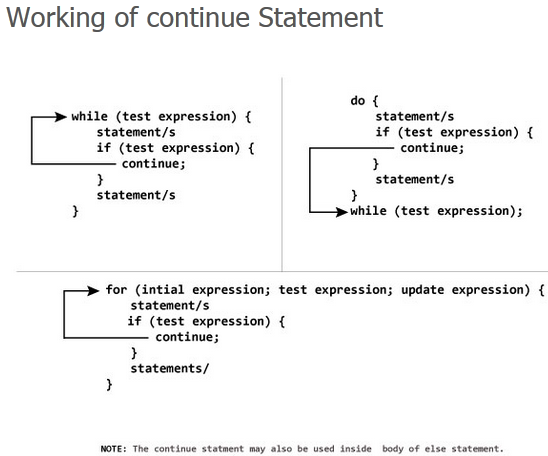 Working of continue Statement
while (test expression) {
statement/s
if (test expression) {
continue;
}
statement/s
}
do {
statement/s
if (test expression) {
continue;
}
statement/s
}
while (test expression);
for (intial expression; test expression; update expression) {
statement/s
if (test expression) {
continue;
}
statements/
}
NOTE: The continue statment may also be used inside body of else statement.